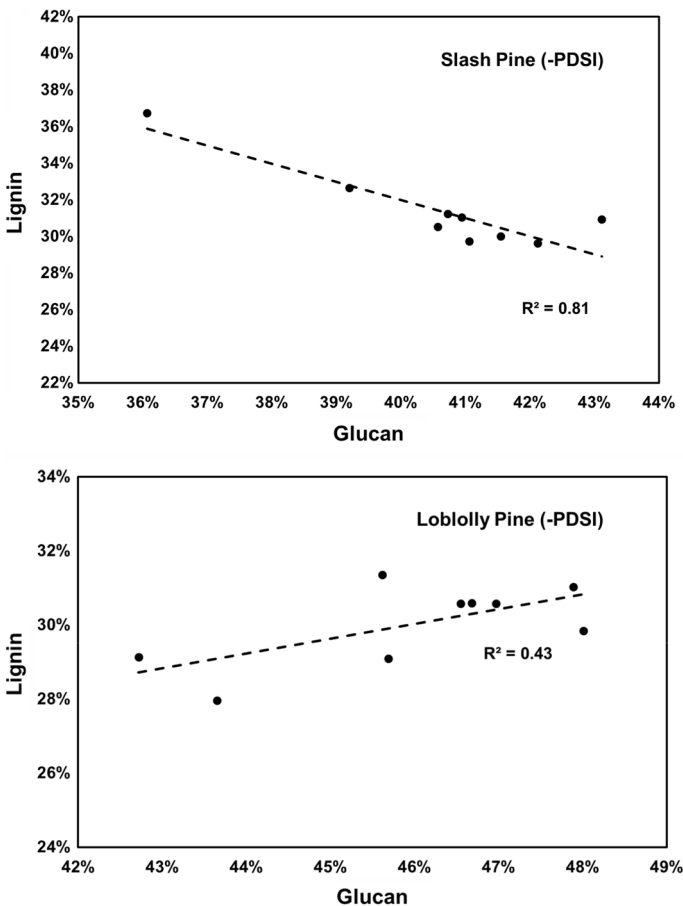 42%
40%
Slash Pine (-PDSI)
38%
36%
34%
Lignin
32%
30%
28%
26%
R² = 0.81
24%
22%
35% 36% 37% 38% 39% 40% 41% 42% 43% 44%
Glucan
34%
Loblolly Pine (-PDSI)
32%
30%
R² = 0.43
Lignin
28%
26%
24%
42% 43% 44% 45% 46% 47% 48% 49%
Glucan